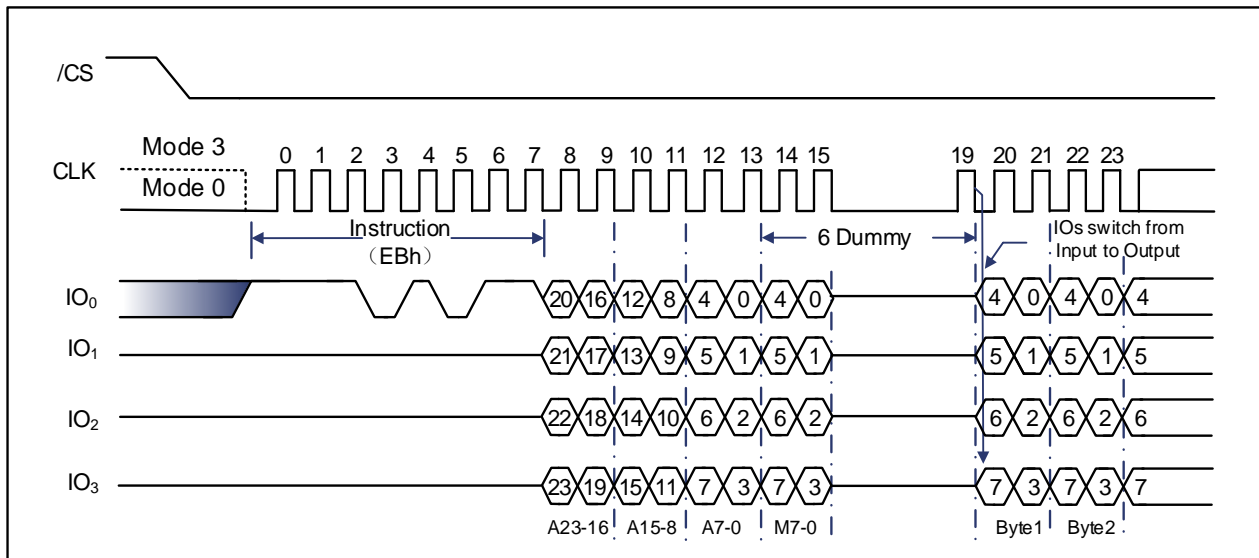 /CS
Mode 3
CLK
Mode 0
0 1 2 3 4 5 6 7 8 9 10 11 12 13 14 15 19 20 21 22 23
Instruction
(EBh)
6 Dummy
IOs switch from
Input to Output
IO0 20 16 12 8 4 0 4 0 4 0 4 0 4
IO1 21 17 13 9 5 1 5 1 5 1 5 1 5
IO2 22 18 14 10 6 2 6 2 6 2 6 2 6
IO3 23 19 15 11 7 3 7 3 7 3 7 3 7
A23-16 A15-8 A7-0 M7-0 Byte1 Byte2